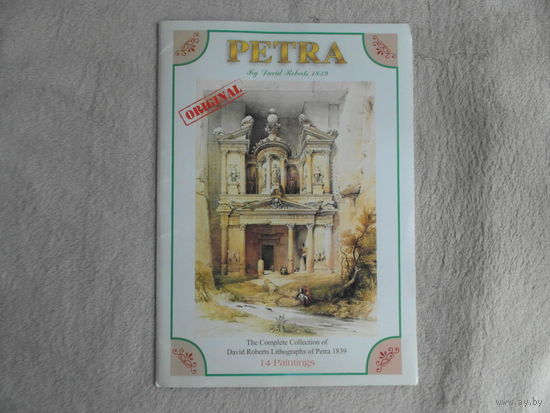 PETRA
By David Roberts 1839
ORIGINAL
The Complete Collection of
David Roberts Lithographs of Petra 1839
14 Paintings
www.ay.by